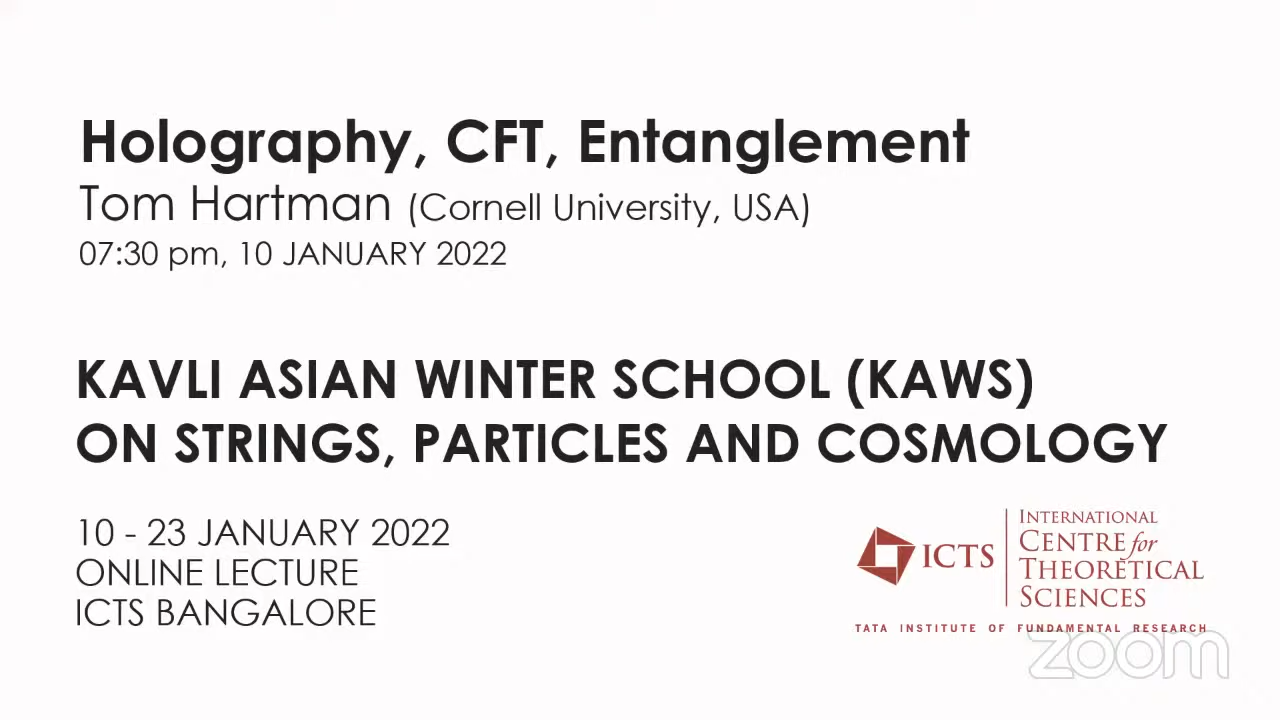 Holography, CFT, Entanglement
Tom Hartman (Cornell University, USA)
07:30 pm, 10 JANUARY 2022
KAVLI ASIAN WINTER SCHOOL (KAWS)
ON STRINGS, PARTICLES AND COSMOLOGY
10 - 23 JANUARY 2022
ONLINE LECTURE
ICTS BANGALORE
ICTS
INTERNATIONAL
CENTRE for
THEORETICAL
SCIENCES
TATA INSTITUTE OF FUNDAMENTAL RESEARCH
zoom